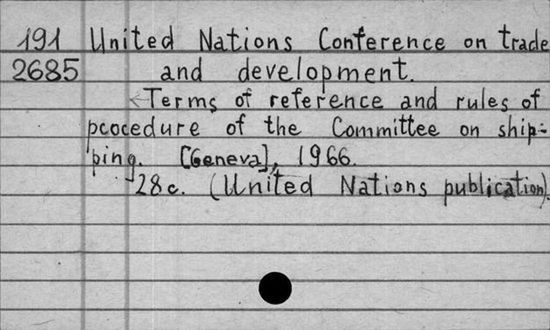 191 United Nations Conference on trade
2685 and development.
Terms of reference and rules of
pcocedure of the Committee on ship=
ping. [Geneva], 1966.
28c. (United Nations publication).